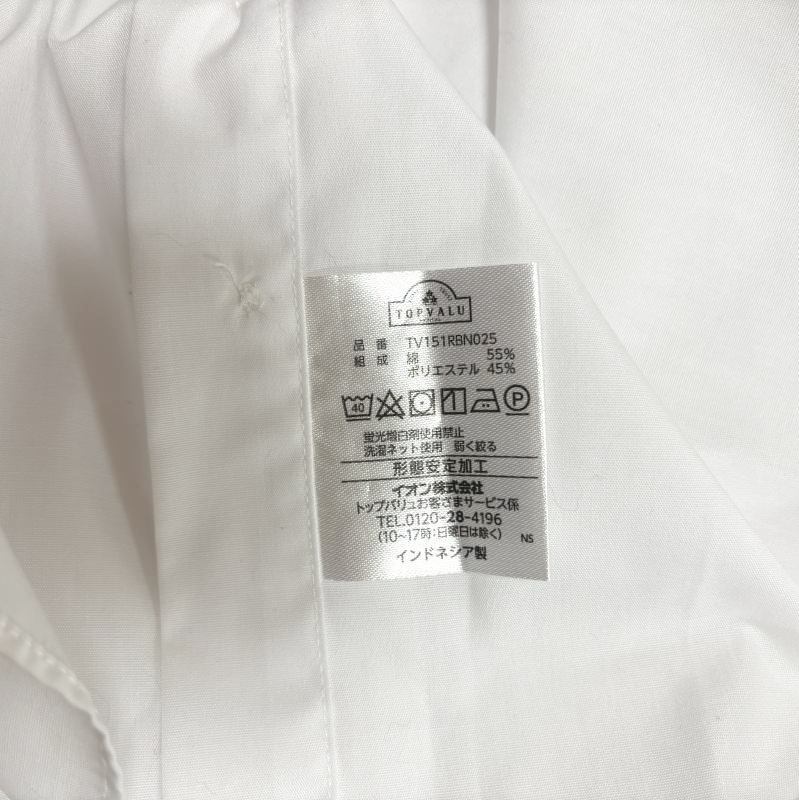 TOPVALU
品 番 TV151RBN025
組 成 綿 55%
ポリエステル 45%
40 P
蛍光増白剤使用禁止
洗濯ネット使用 弱く絞る
形態安定加工
イオン株式会社
トップバリュお客さまサービス係
TEL.0120-28-4196
(10~17時:日曜日は除く) NS
インドネシア製